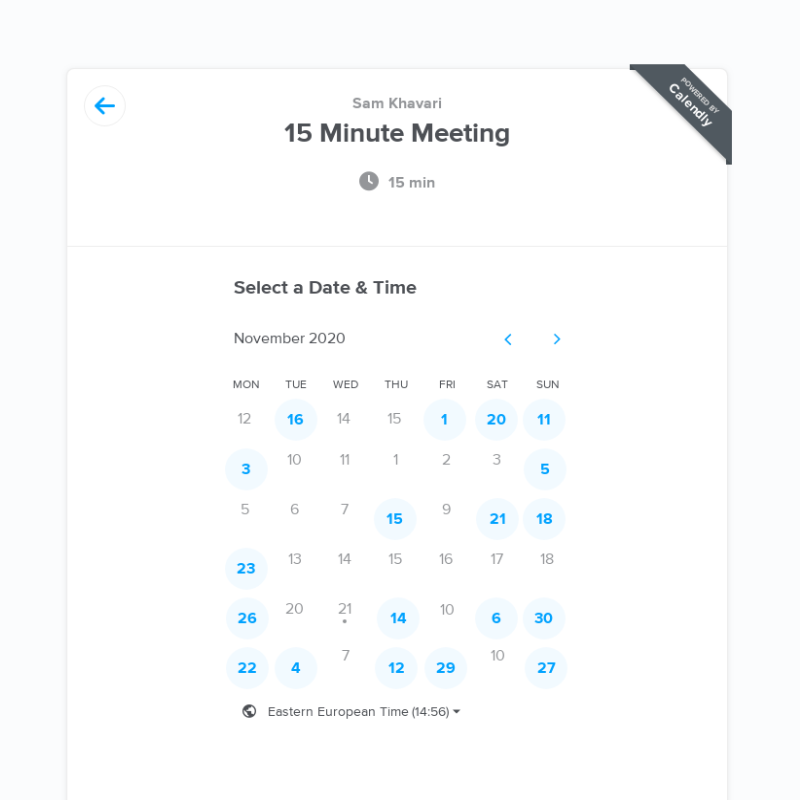 Sam Khavari
15 Minute Meeting
15 min
POWERED BY
Calendly
Select a Date & Time
November 2020
MON TUE WED THU FRI SAT SUN
12 16 14 15 1 20 11
3 10 11 1 2 3 5
5 6 7 15 9 21 18
23 13 14 15 16 17 18
26 20 21 14 10 6 30
22 4 7 12 29 10 27
Eastern European Time (14:56)